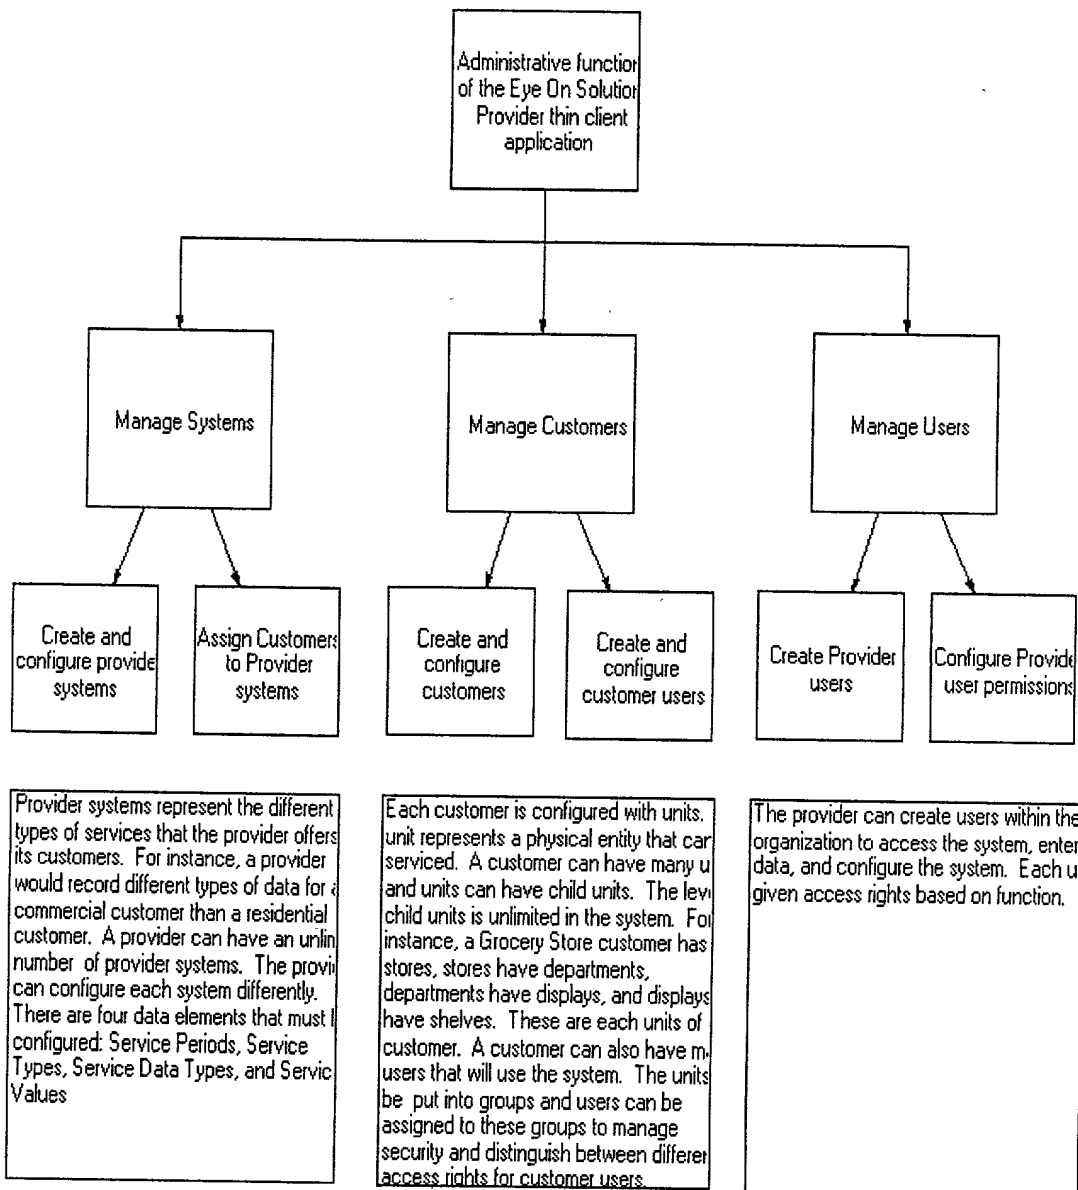 Administrative function
of the Eye On Solution
Provider thin client
application
Manage Systems
Manage Customers
Manage Users
Create and
configure provide
systems
Assign Customers
to Provider
systems
Create and
configure
customers
Create and
configure
customer users
Create Provider
users
Configure Provide
user permissions
Provider systems represent the different
types of services that the provider offers
its customers. For instance, a provider
would record different types of data for a
commercial customer than a residential
customer. A provider can have an unlin
number of provider systems. The provi
can configure each system differently.
There are four data elements that must
configured: Service Periods, Service
Types, Service Data Types, and Servic
Values
Each customer is configured with units.
unit represents a physical entity that can
serviced. A customer can have many u
and units can have child units. The leve
child units is unlimited in the system. For
instance, a Grocery Store customer has
stores, stores have departments,
departments have displays, and displays
have shelves. These are each units of
customer. A customer can also have m
users that will use the system. The units
be put into groups and users can be
assigned to these groups to manage
security and distinguish between differen
access rights for customer users.
The provider can create users within the
organization to access the system, enter
data, and configure the system. Each u
given access rights based on function.